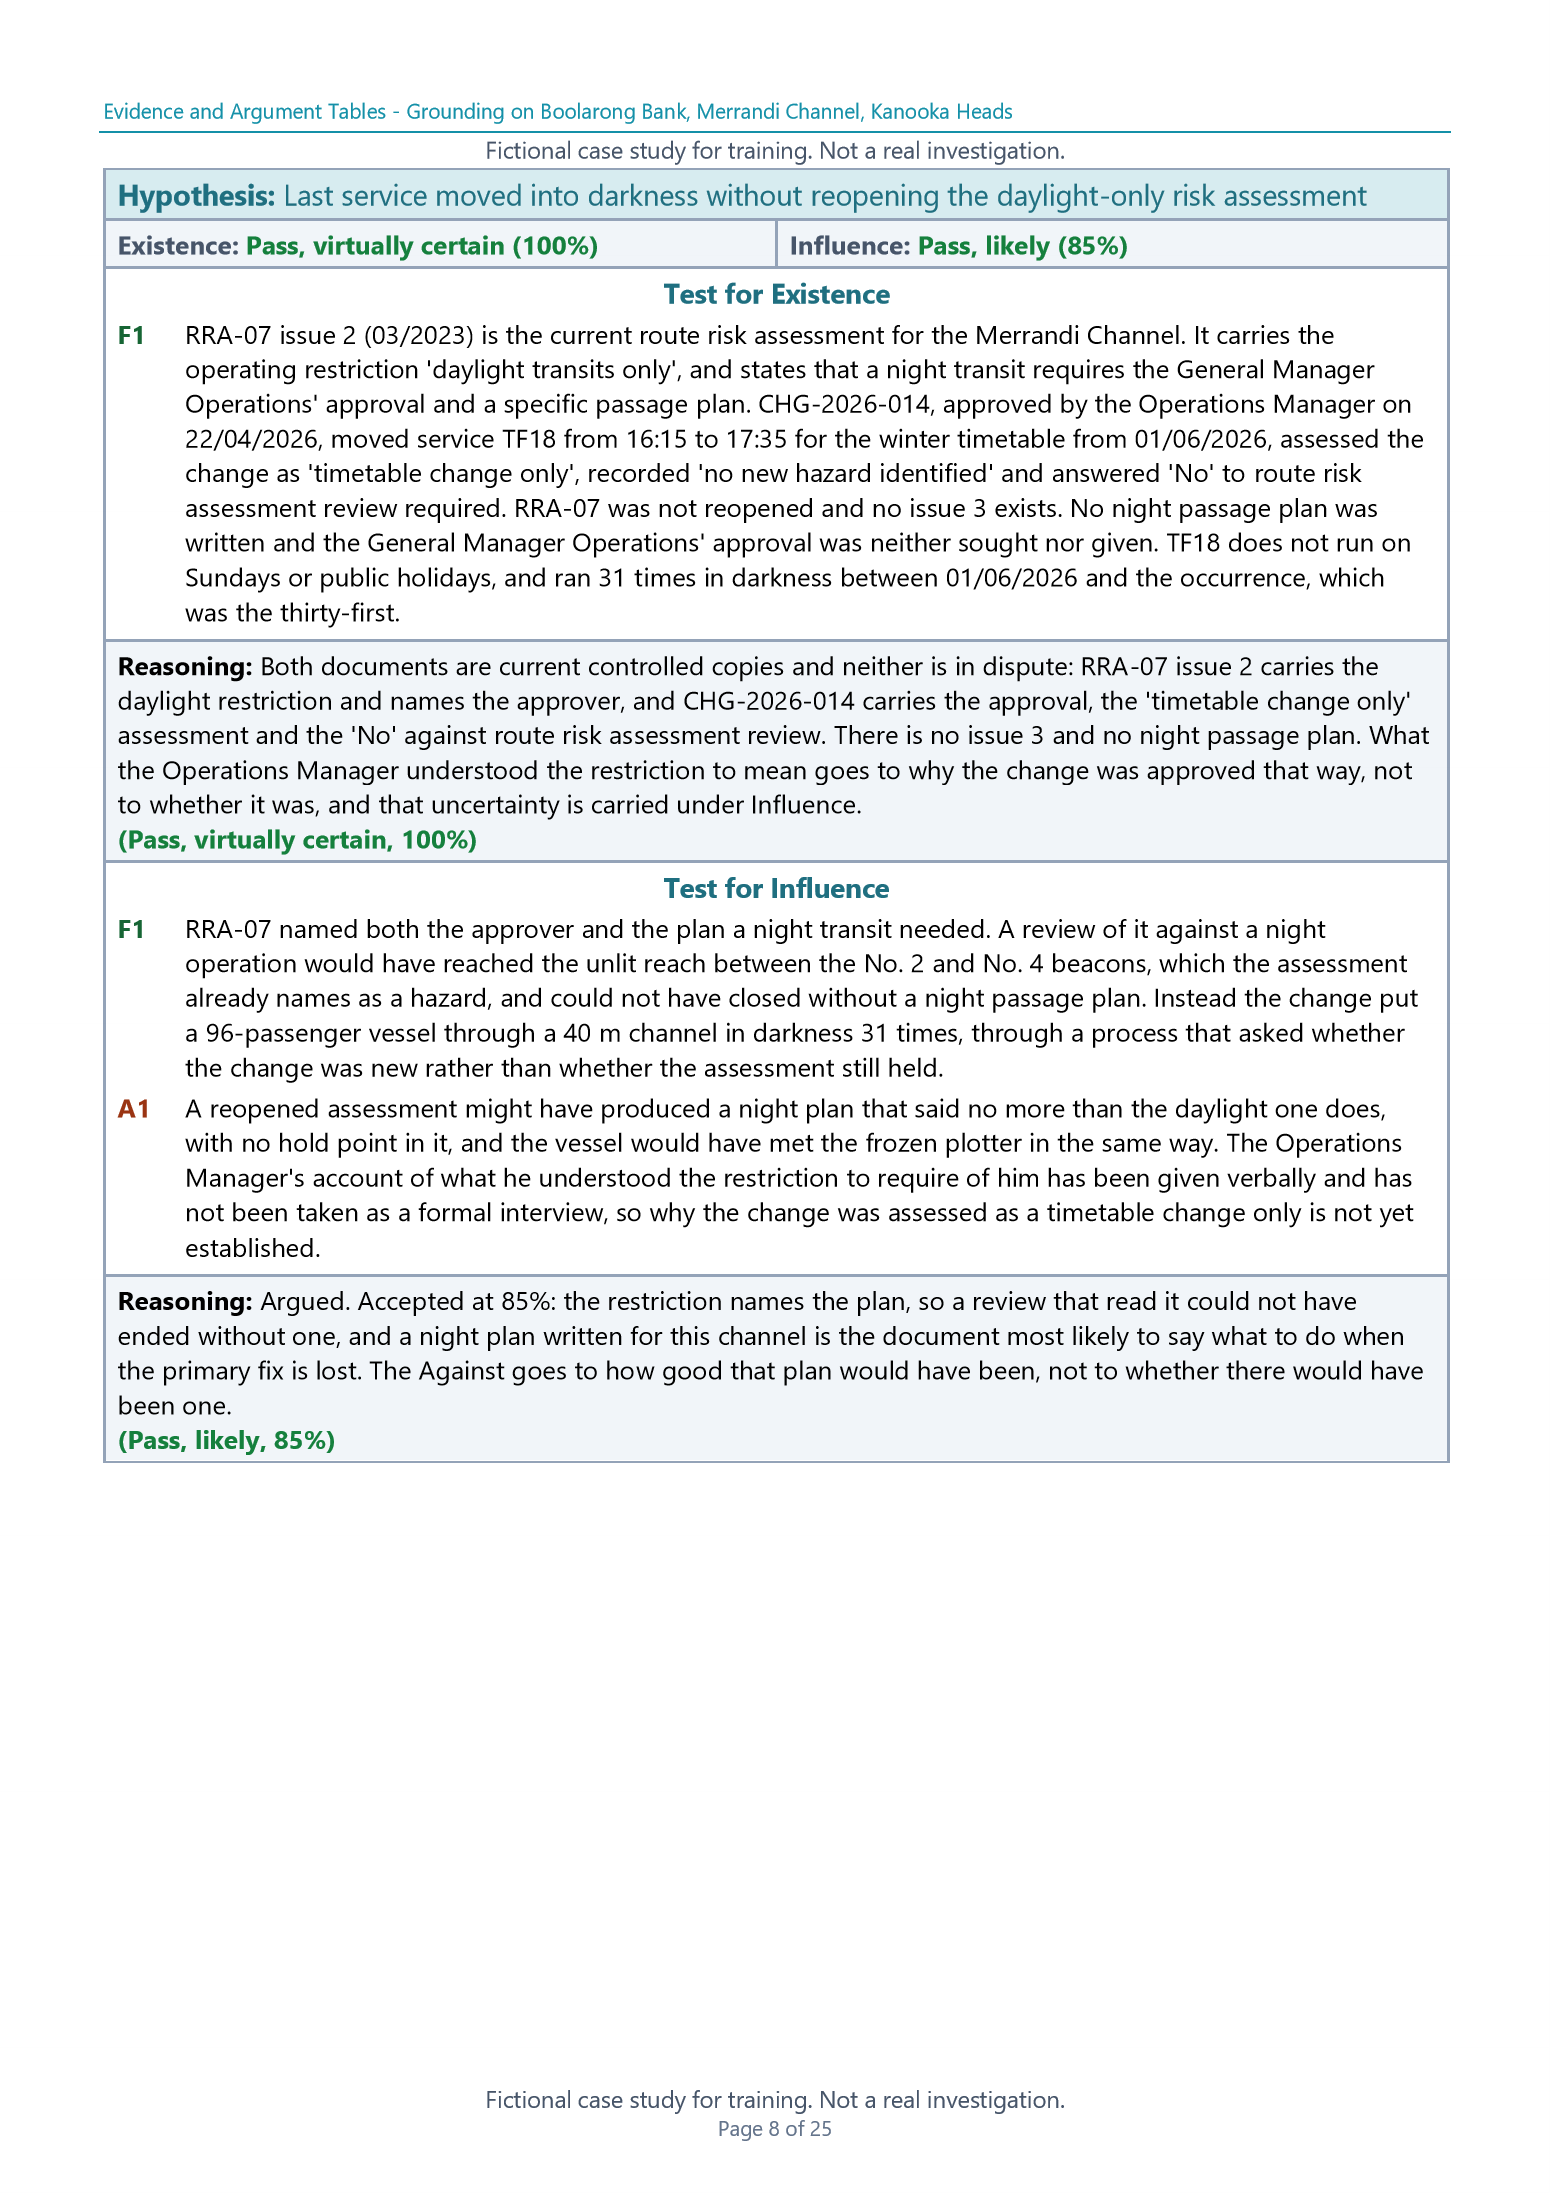 Evidence and Argument Tables - Grounding on Boolarong Bank, Merrandi Channel, Kanooka Heads
Fictional case study for training. Not a real investigation.
Hypothesis: Last service moved into darkness without reopening the daylight-only risk assessment
Existence: Pass, virtually certain (100%)
Influence: Pass, likely (85%)
Test for Existence
F1 RRA-07 issue 2 (03/2023) is the current route risk assessment for the Merrandi Channel. It carries the
operating restriction 'daylight transits only', and states that a night transit requires the General Manager
Operations' approval and a specific passage plan. CHG-2026-014, approved by the Operations Manager on
22/04/2026, moved service TF18 from 16:15 to 17:35 for the winter timetable from 01/06/2026, assessed the
change as 'timetable change only', recorded 'no new hazard identified' and answered 'No' to route risk
assessment review required. RRA-07 was not reopened and no issue 3 exists. No night passage plan was
written and the General Manager Operations' approval was neither sought nor given. TF18 does not run on
Sundays or public holidays, and ran 31 times in darkness between 01/06/2026 and the occurrence, which
was the thirty-first.
Reasoning: Both documents are current controlled copies and neither is in dispute: RRA-07 issue 2 carries the
daylight restriction and names the approver, and CHG-2026-014 carries the approval, the 'timetable change only'
assessment and the 'No' against route risk assessment review. There is no issue 3 and no night passage plan. What
the Operations Manager understood the restriction to mean goes to why the change was approved that way, not
to whether it was, and that uncertainty is carried under Influence.
(Pass, virtually certain, 100%)
Test for Influence
F1 RRA-07 named both the approver and the plan a night transit needed. A review of it against a night
operation would have reached the unlit reach between the No. 2 and No. 4 beacons, which the assessment
already names as a hazard, and could not have closed without a night passage plan. Instead the change put
a 96-passenger vessel through a 40 m channel in darkness 31 times, through a process that asked whether
the change was new rather than whether the assessment still held.
A1 A reopened assessment might have produced a night plan that said no more than the daylight one does,
with no hold point in it, and the vessel would have met the frozen plotter in the same way. The Operations
Manager's account of what he understood the restriction to require of him has been given verbally and has
not been taken as a formal interview, so why the change was assessed as a timetable change only is not yet
established.
Reasoning: Argued. Accepted at 85%: the restriction names the plan, so a review that read it could not have
ended without one, and a night plan written for this channel is the document most likely to say what to do when
the primary fix is lost. The Against goes to how good that plan would have been, not to whether there would have
been one.
(Pass, likely, 85%)
Fictional case study for training. Not a real investigation.
Page 8 of 25